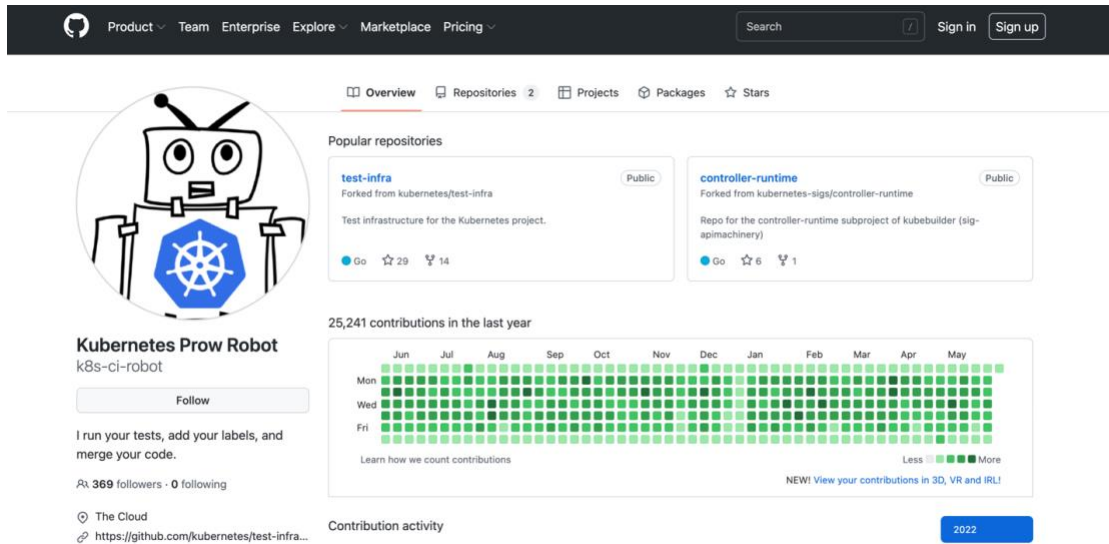 Product Team Enterprise Explore Marketplace Pricing Search / Sign in Sign up
Overview Repositories 2 Projects Packages Stars
Kubernetes Prow Robot
k8s-ci-robot
Follow
I run your tests, add your labels, and
merge your code.
369 followers · 0 following
The Cloud
https://github.com/kubernetes/test-infra...
Popular repositories
test-infra Public
Forked from kubernetes/test-infra
Test infrastructure for the Kubernetes project.
Go 29 14
controller-runtime Public
Forked from kubernetes-sigs/controller-runtime
Repo for the controller-runtime subproject of kubebuilder (sig-
apimachinery)
Go 6 1
25,241 contributions in the last year
Jun Jul Aug Sep Oct Nov Dec Jan Feb Mar Apr May
Mon
Wed
Fri
Learn how we count contributions Less More
NEW! View your contributions in 3D, VR and IRL!
Contribution activity 2022